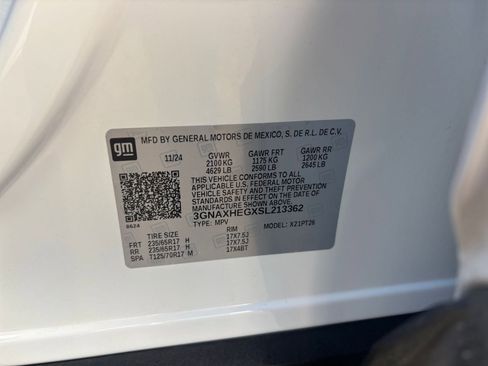 gm
MFD BY GENERAL MOTORS DE MEXICO, S. DE R.L. DE C.V.
11/24 GVWR GAWR FRT GAWR RR
2100 KG 1175 KG 1200 KG
4629 LB 2590 LB 2645 LB
THIS VEHICLE CONFORMS TO ALL
APPLICABLE U.S. FEDERAL MOTOR
VEHICLE SAFETY AND THEFT PREVENTION
STANDARDS IN EFFECT ON THE DATE OF
MANUFACTURE SHOWN ABOVE.
3GNAXHEGXSL213362
8624 TYPE: MPV MODEL: X21PT26
TIRE SIZE RIM
FRT 235/65R17 H 17X7.5J
RR 235/65R17 H 17X7.5J
SPA T125/70R17 M 17X4BT